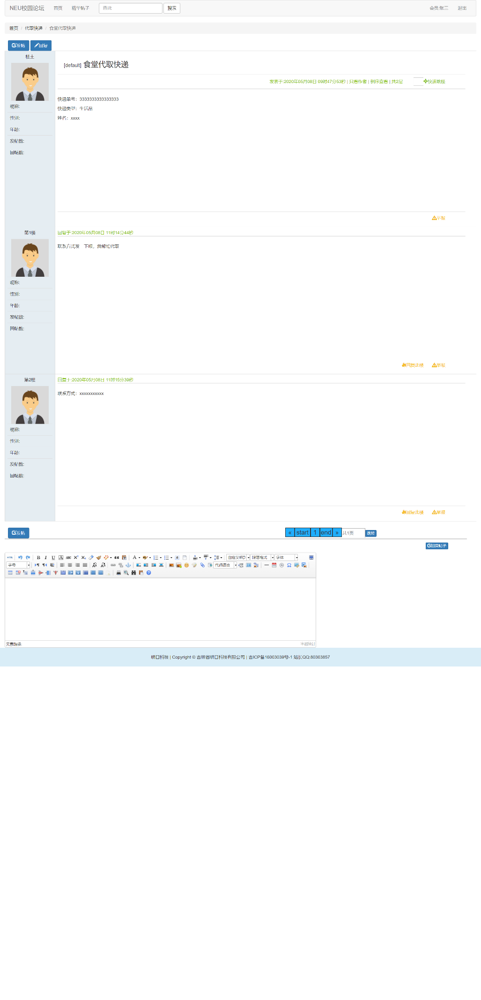 NEU校园论坛 首页 精华帖子 查找 搜索 会员:张三 退出
首页 / 代取快递 / 食堂代取快递
发帖 回复
楼主
[default] 食堂代取快递
发表于:2020年05月08日 09时47分53秒 | 只看作者 | 倒序查看 | 共2层 快速跳楼
快递单号：3333333333333333
快递类型：生活品
姓名：xxxx
昵称:
性别:
年龄:
发帖数:
回帖数:
举报
第1楼
回复于:2020年05月08日 11时14分44秒
联系方式发一下呗，我帮忙代取
昵称:
性别:
年龄:
发帖数:
回帖数:
回复此楼 举报
第2楼
回复于:2020年05月08日 11时15分39秒
联系方式：xxxxxxxxxxx
昵称:
性别:
年龄:
发帖数:
回帖数:
回复此楼 举报
发帖 « start 1 end » 共1页 跳转
回复帖子
HTML B I U A ABC X² X₂ A a 自定义标题 段落格式 字体
字号 代码语言
元素路径: 字数统计
明日科技 | Copyright © 吉林省明日科技有限公司 | 吉ICP备16003039号-1 站长QQ:80303857